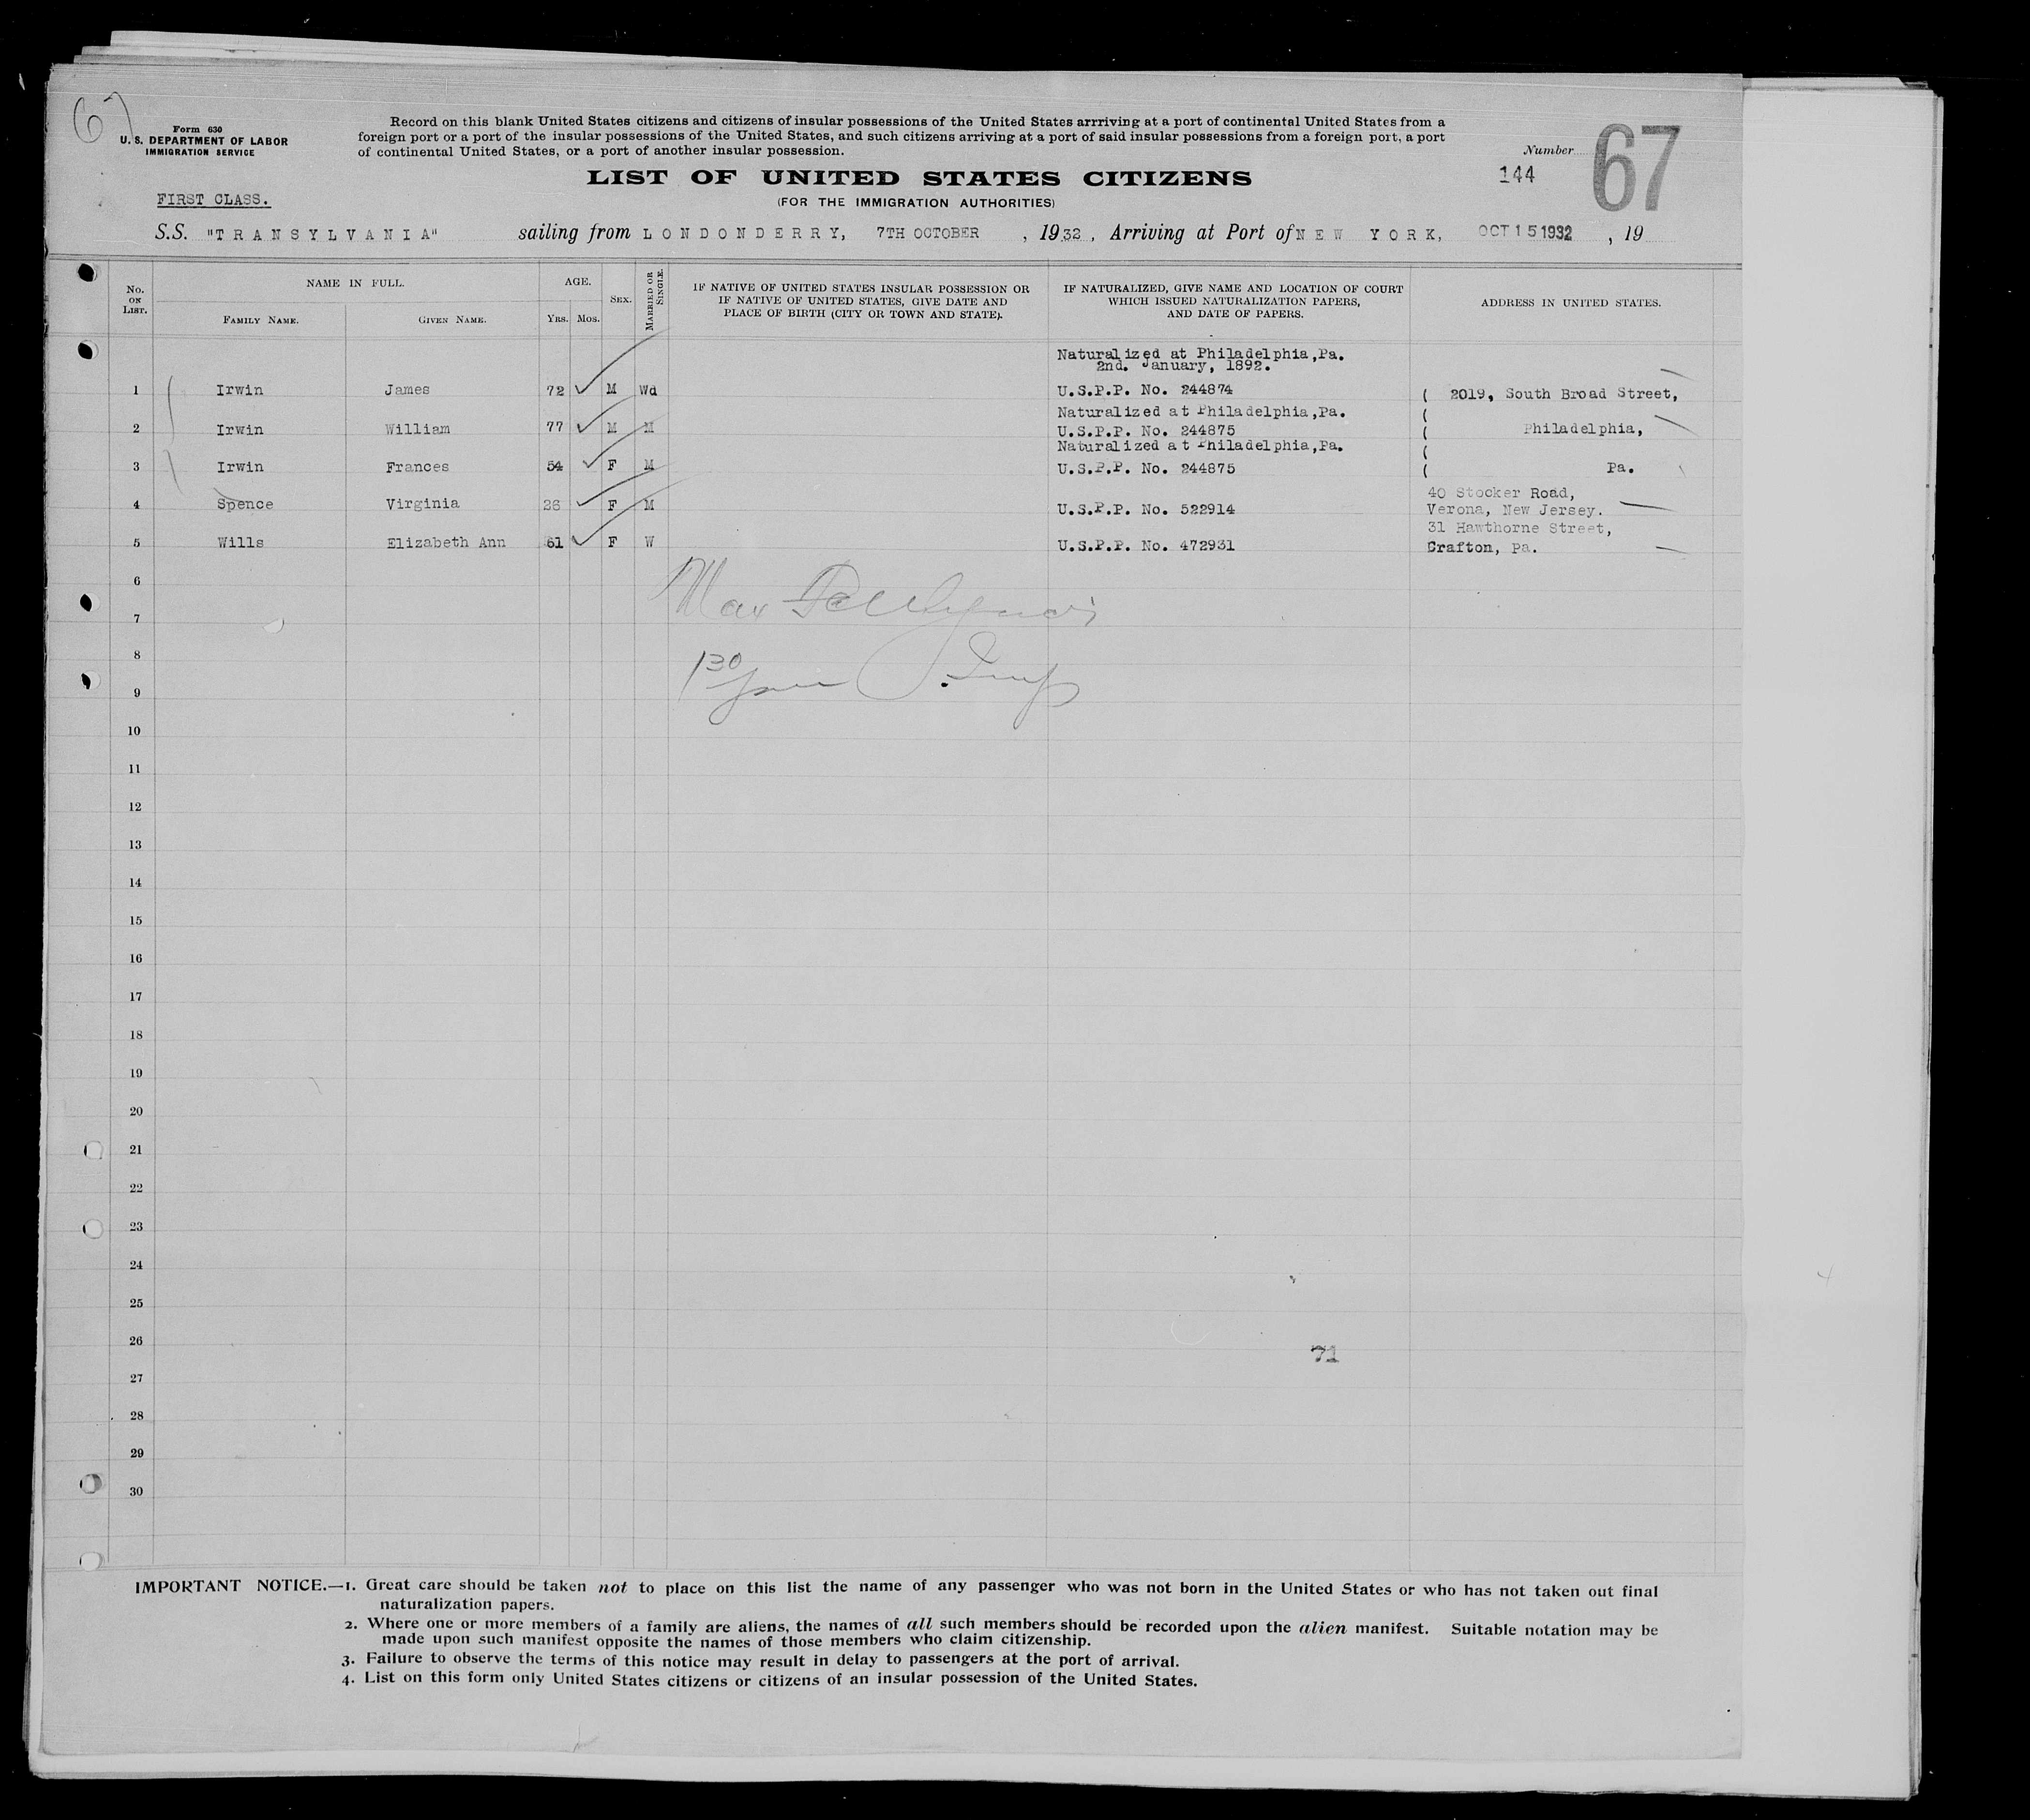 67
Form 630
U. S. DEPARTMENT OF LABOR
IMMIGRATION SERVICE
Record on this blank United States citizens and citizens of insular possessions of the United States arrriving at a port of continental United States from a
foreign port or a port of the insular possessions of the United States, and such citizens arriving at a port of said insular possessions from a foreign port, a port
of continental United States, or a port of another insular possession.
Number
144
67
LIST OF UNITED STATES CITIZENS
(FOR THE IMMIGRATION AUTHORITIES)
FIRST CLASS.
S.S. "TRANSYLVANIA" sailing from LONDONDERRY, 7TH OCTOBER , 1932 , Arriving at Port of NEW YORK, OCT 15 1932 , 19
No. ON LIST.
NAME IN FULL.
FAMILY NAME. GIVEN NAME.
AGE.
YRS. MOS.
SEX.
MARRIED OR SINGLE.
IF NATIVE OF UNITED STATES INSULAR POSSESSION OR
IF NATIVE OF UNITED STATES, GIVE DATE AND
PLACE OF BIRTH (CITY OR TOWN AND STATE).
IF NATURALIZED, GIVE NAME AND LOCATION OF COURT
WHICH ISSUED NATURALIZATION PAPERS,
AND DATE OF PAPERS.
ADDRESS IN UNITED STATES.
Naturalized at Philadelphia,Pa.
2nd. January, 1892.
1 Irwin James 72 M Wd U.S.P.P. No. 244874 ( 2019, South Broad Street,
Naturalized at Philadelphia,Pa. (
2 Irwin William 77 M M U.S.P.P. No. 244875 ( Philadelphia,
Naturalized at Philadelphia,Pa. (
3 Irwin Frances 54 F M U.S.P.P. No. 244875 ( Pa.
40 Stocker Road,
4 Spence Virginia 26 F M U.S.P.P. No. 522914 Verona, New Jersey.
31 Hawthorne Street,
5 Wills Elizabeth Ann 61 F W U.S.P.P. No. 472931 Crafton, Pa.
6
Max
7
8
130 pm Insp
9
10
11
12
13
14
15
16
17
18
19
20
21
22
23
24
25
26
71
27
28
29
30
IMPORTANT NOTICE.—1. Great care should be taken not to place on this list the name of any passenger who was not born in the United States or who has not taken out final
naturalization papers.
2. Where one or more members of a family are aliens, the names of all such members should be recorded upon the alien manifest. Suitable notation may be
made upon such manifest opposite the names of those members who claim citizenship.
3. Failure to observe the terms of this notice may result in delay to passengers at the port of arrival.
4. List on this form only United States citizens or citizens of an insular possession of the United States.